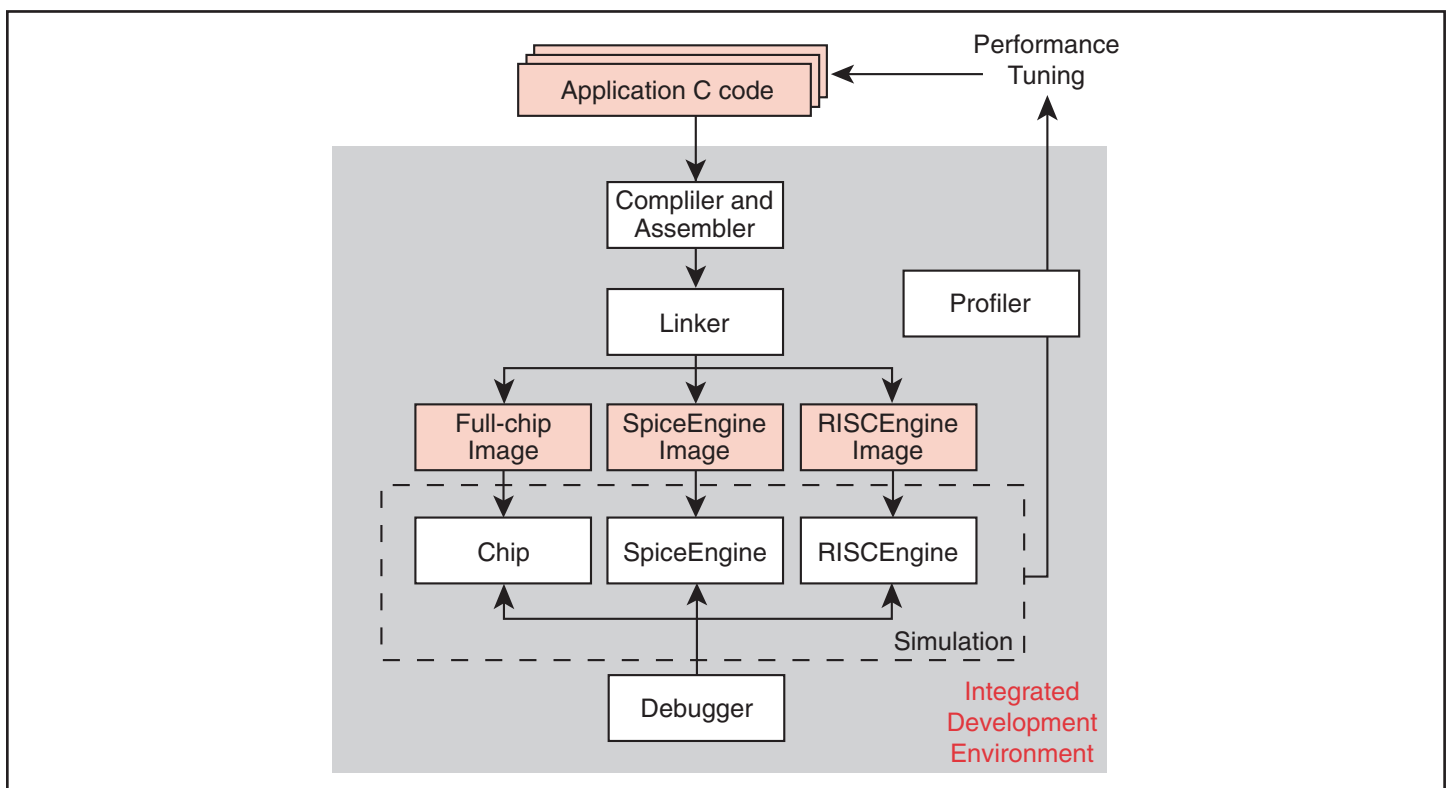 Performance
Tuning
Application C code
Compliler and
Assembler
Linker
Profiler
Full-chip
Image
SpiceEngine
Image
RISCEngine
Image
Chip
SpiceEngine
RISCEngine
Simulation
Debugger
Integrated
Development
Environment